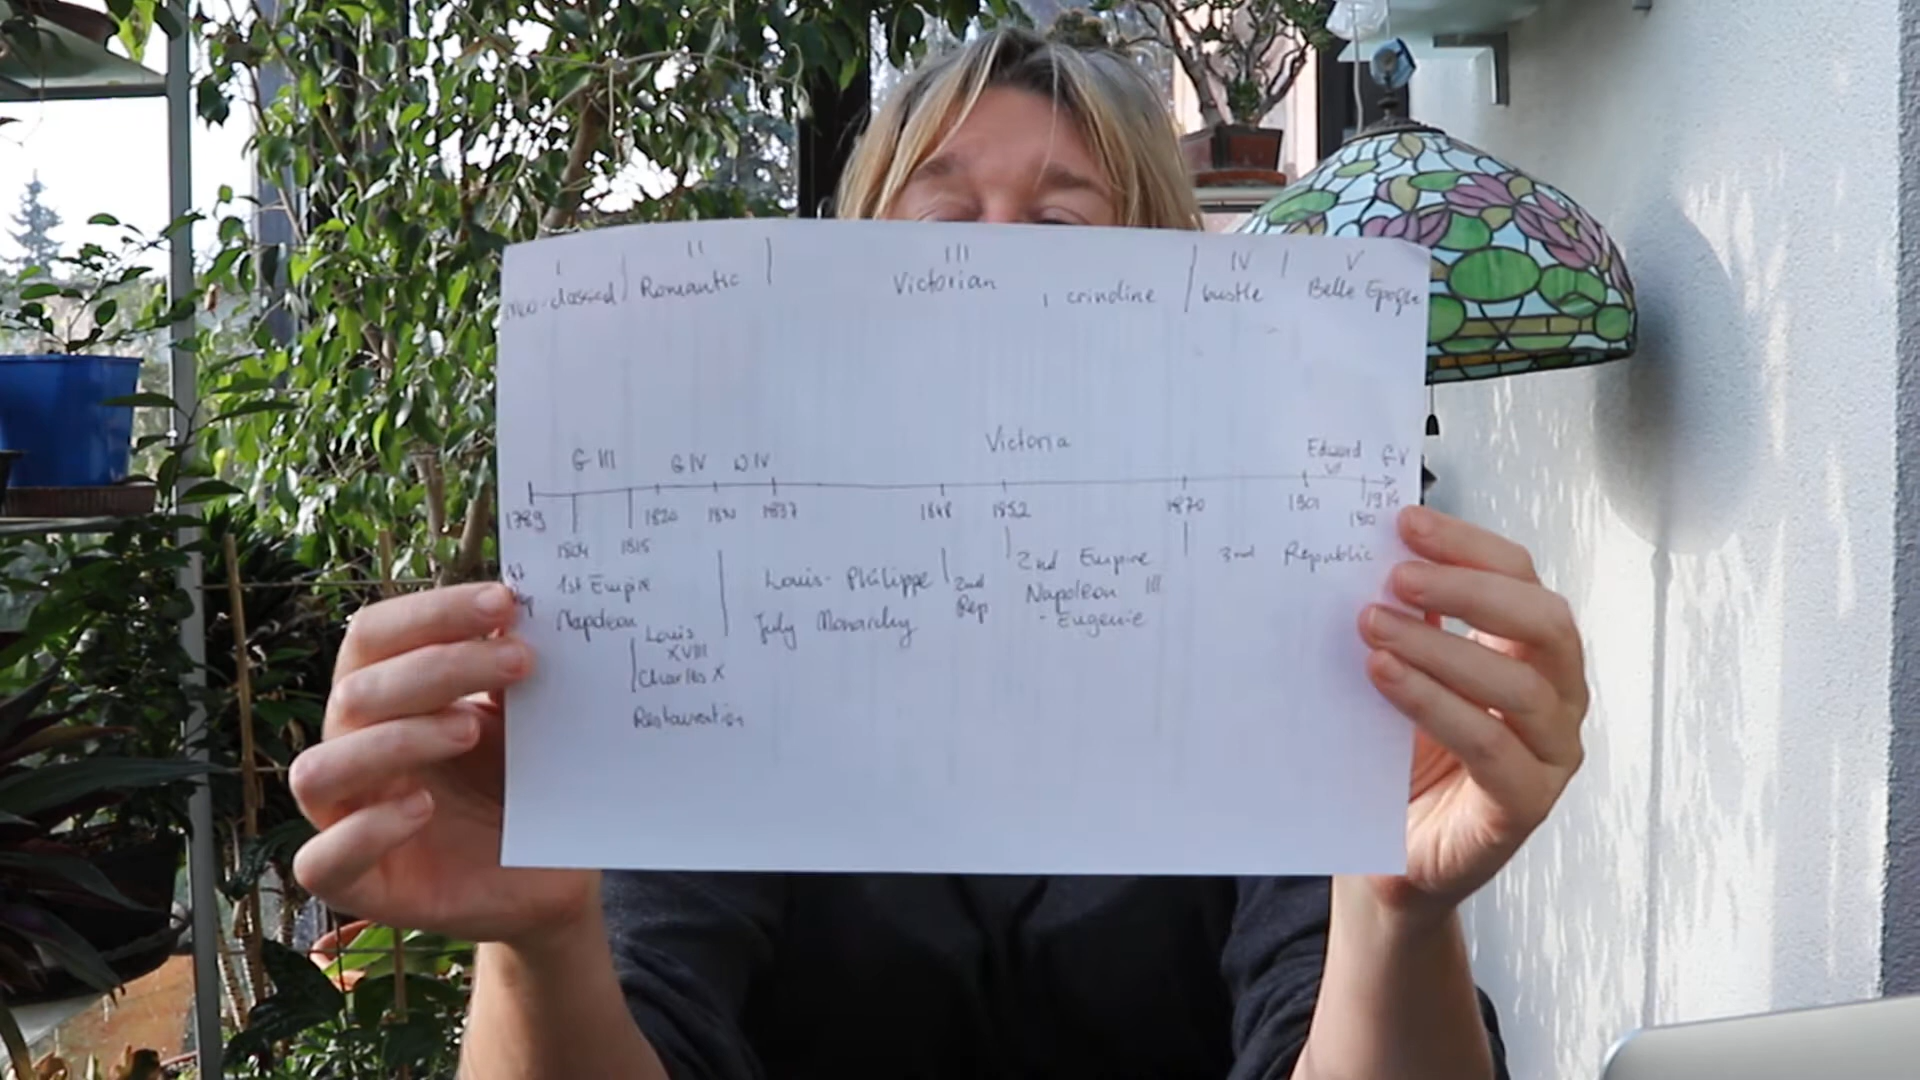 I II III IV V
neo-classical Romantic Victorian crinoline bustle Belle Epoque
Victoria
G III G IV W IV Edward VII G V
1789 1804 1815 1820 1830 1837 1848 1852 1870 1901 1910 1914
1st Rep 1st Empire Louis-Philippe 2nd Rep 2nd Empire 3rd Republic
Napoleon July Monarchy Napoleon III
- Eugenie
Louis XVIII
Charles X
Restauration